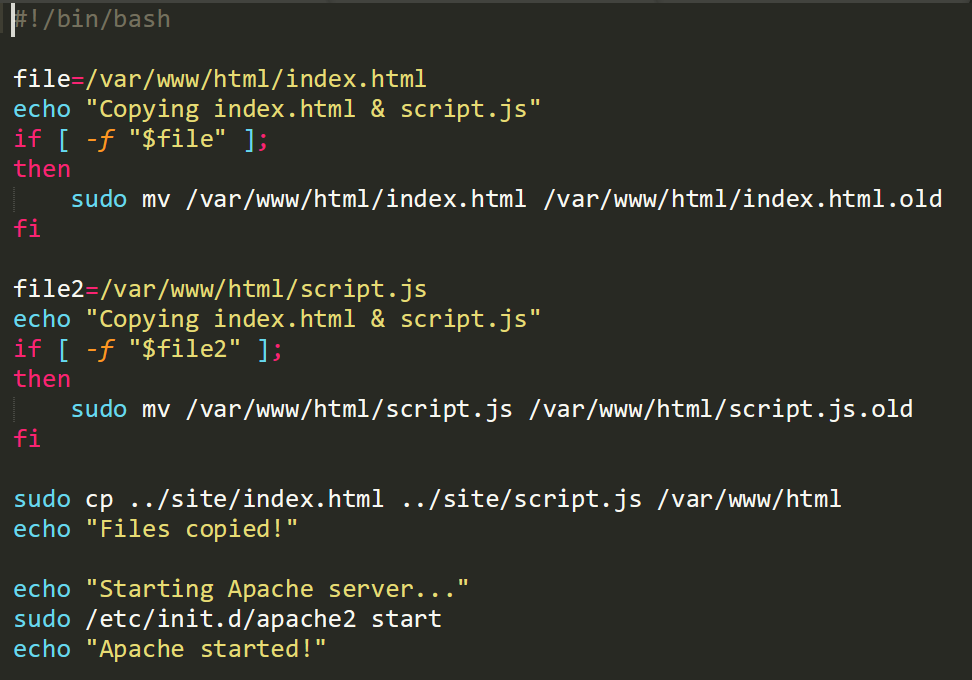 #!/bin/bash
file=/var/www/html/index.html
echo "Copying index.html & script.js"
if [ -f "$file" ];
then
sudo mv /var/www/html/index.html /var/www/html/index.html.old
fi
file2=/var/www/html/script.js
echo "Copying index.html & script.js"
if [ -f "$file2" ];
then
sudo mv /var/www/html/script.js /var/www/html/script.js.old
fi
sudo cp ../site/index.html ../site/script.js /var/www/html
echo "Files copied!"
echo "Starting Apache server..."
sudo /etc/init.d/apache2 start
echo "Apache started!"